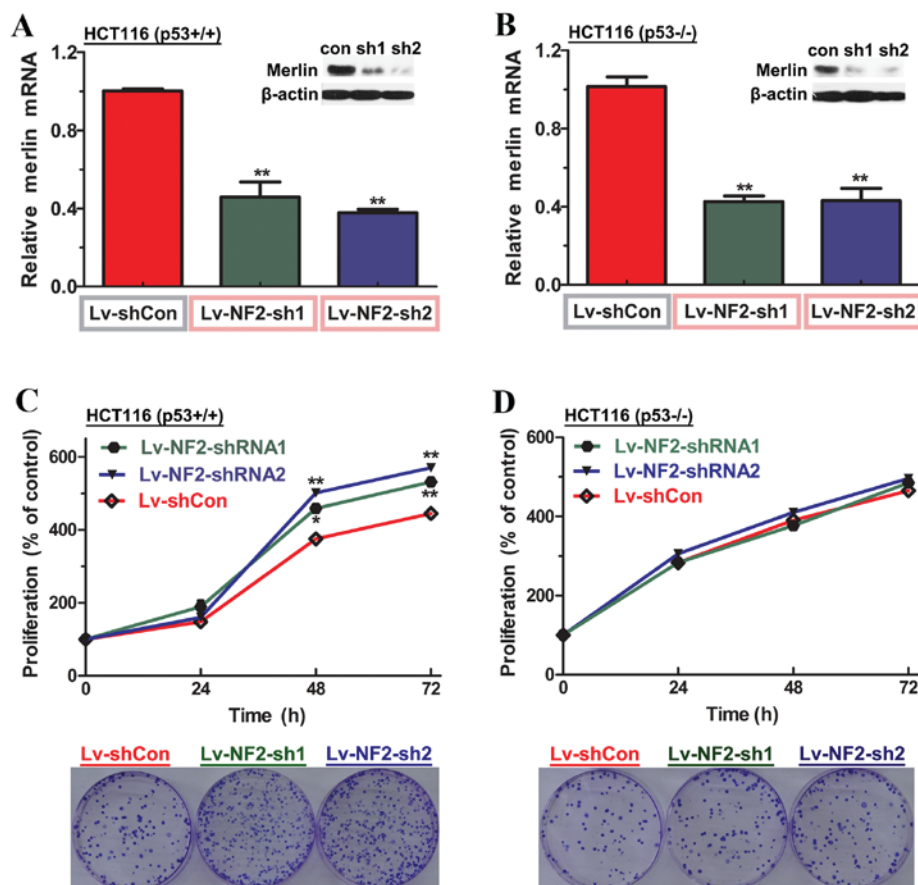 A
HCT116 (p53+/+)
con sh1 sh2
Merlin
β-actin
Relative merlin mRNA
1.2
0.8
0.4
0.0
**
**
Lv-shCon
Lv-NF2-sh1
Lv-NF2-sh2
B
HCT116 (p53-/-)
con sh1 sh2
Merlin
β-actin
Relative merlin mRNA
1.2
0.8
0.4
0.0
**
**
Lv-shCon
Lv-NF2-sh1
Lv-NF2-sh2
C
HCT116 (p53+/+)
Lv-NF2-shRNA1
Lv-NF2-shRNA2
Lv-shCon
Proliferation (% of control)
600
400
200
0
**
*
**
**
0 24 48 72
Time (h)
Lv-shCon Lv-NF2-sh1 Lv-NF2-sh2
D
HCT116 (p53-/-)
Lv-NF2-shRNA1
Lv-NF2-shRNA2
Lv-shCon
Proliferation (% of control)
600
400
200
0
0 24 48 72
Time (h)
Lv-shCon Lv-NF2-sh1 Lv-NF2-sh2